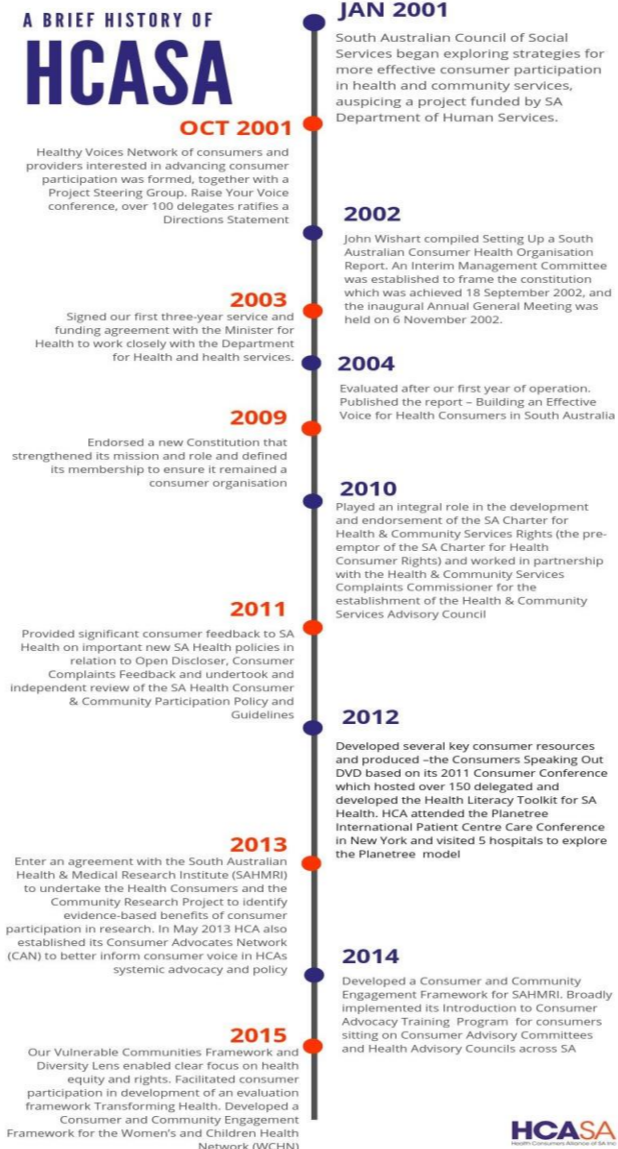 A BRIEF HISTORY OF
HCASA
JAN 2001
South Australian Council of Social
Services began exploring strategies for
more effective consumer participation
in health and community services,
auspicing a project funded by SA
Department of Human Services.
OCT 2001
Healthy Voices Network of consumers and
providers interested in advancing consumer
participation was formed, together with a
Project Steering Group. Raise Your Voice
conference, over 100 delegates ratifies a
Directions Statement
2002
John Wishart compiled Setting Up a South
Australian Consumer Health Organisation
Report. An Interim Management Committee
was established to frame the constitution
which was achieved 18 September 2002, and
the inaugural Annual General Meeting was
held on 6 November 2002.
2003
Signed our first three-year service and
funding agreement with the Minister for
Health to work closely with the Department
for Health and health services.
2004
Evaluated after our first year of operation.
Published the report – Building an Effective
Voice for Health Consumers in South Australia
2009
Endorsed a new Constitution that
strengthened its mission and role and defined
its membership to ensure it remained a
consumer organisation
2010
Played an integral role in the development
and endorsement of the SA Charter for
Health & Community Services Rights (the pre-
emptor of the SA Charter for Health
Consumer Rights) and worked in partnership
with the Health & Community Services
Complaints Commissioner for the
establishment of the Health & Community
Services Advisory Council
2011
Provided significant consumer feedback to SA
Health on important new SA Health policies in
relation to Open Discloser, Consumer
Complaints Feedback and undertook and
independent review of the SA Health Consumer
& Community Participation Policy and
Guidelines
2012
Developed several key consumer resources
and produced –the Consumers Speaking Out
DVD based on its 2011 Consumer Conference
which hosted over 150 delegated and
developed the Health Literacy Toolkit for SA
Health. HCA attended the Planetree
International Patient Centre Care Conference
in New York and visited 5 hospitals to explore
the Planetree model
2013
Enter an agreement with the South Australian
Health & Medical Research Institute (SAHMRI)
to undertake the Health Consumers and the
Community Research Project to identify
evidence-based benefits of consumer
participation in research. In May 2013 HCA also
established its Consumer Advocates Network
(CAN) to better inform consumer voice in HCAs
systemic advocacy and policy
2014
Developed a Consumer and Community
Engagement Framework for SAHMRI. Broadly
implemented its Introduction to Consumer
Advocacy Training Program for consumers
sitting on Consumer Advisory Committees
and Health Advisory Councils across SA
2015
Our Vulnerable Communities Framework and
Diversity Lens enabled clear focus on health
equity and rights. Facilitated consumer
participation in development of an evaluation
framework Transforming Health. Developed a
Consumer and Community Engagement
Framework for the Women's and Children Health
Network (WCHN)
HCASA
Health Consumers Alliance of SA Inc